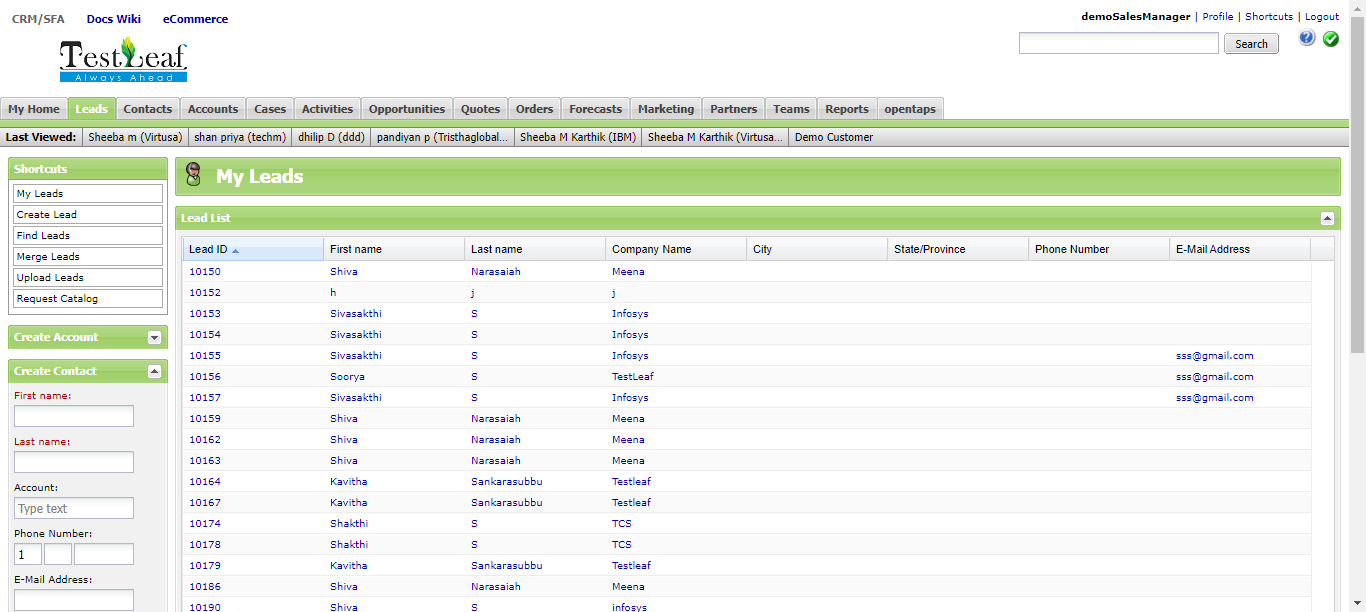 CRM/SFA Docs Wiki eCommerce
demoSalesManager | Profile | Shortcuts | Logout
TestLeaf
Always Ahead
Search
My Home Leads Contacts Accounts Cases Activities Opportunities Quotes Orders Forecasts Marketing Partners Teams Reports opentaps
Last Viewed: Sheeba m (Virtusa) shan priya (techm) dhilip D (ddd) pandiyan p (Tristhaglobal... Sheeba M Karthik (IBM) Sheeba M Karthik (Virtusa... Demo Customer
Shortcuts
My Leads
Create Lead
Find Leads
Merge Leads
Upload Leads
Request Catalog
Create Account
Create Contact
First name:
Last name:
Account:
Type text
Phone Number:
1
E-Mail Address:
My Leads
Lead List
Lead ID First name Last name Company Name City State/Province Phone Number E-Mail Address
10150 Shiva Narasaiah Meena
10152 h j j
10153 Sivasakthi S Infosys
10154 Sivasakthi S Infosys
10155 Sivasakthi S Infosys sss@gmail.com
10156 Soorya S TestLeaf sss@gmail.com
10157 Sivasakthi S Infosys sss@gmail.com
10159 Shiva Narasaiah Meena
10162 Shiva Narasaiah Meena
10163 Shiva Narasaiah Meena
10164 Kavitha Sankarasubbu Testleaf
10167 Kavitha Sankarasubbu Testleaf
10174 Shakthi S TCS
10178 Shakthi S TCS
10179 Kavitha Sankarasubbu Testleaf
10186 Shiva Narasaiah Meena
10190 Shiva S infosys